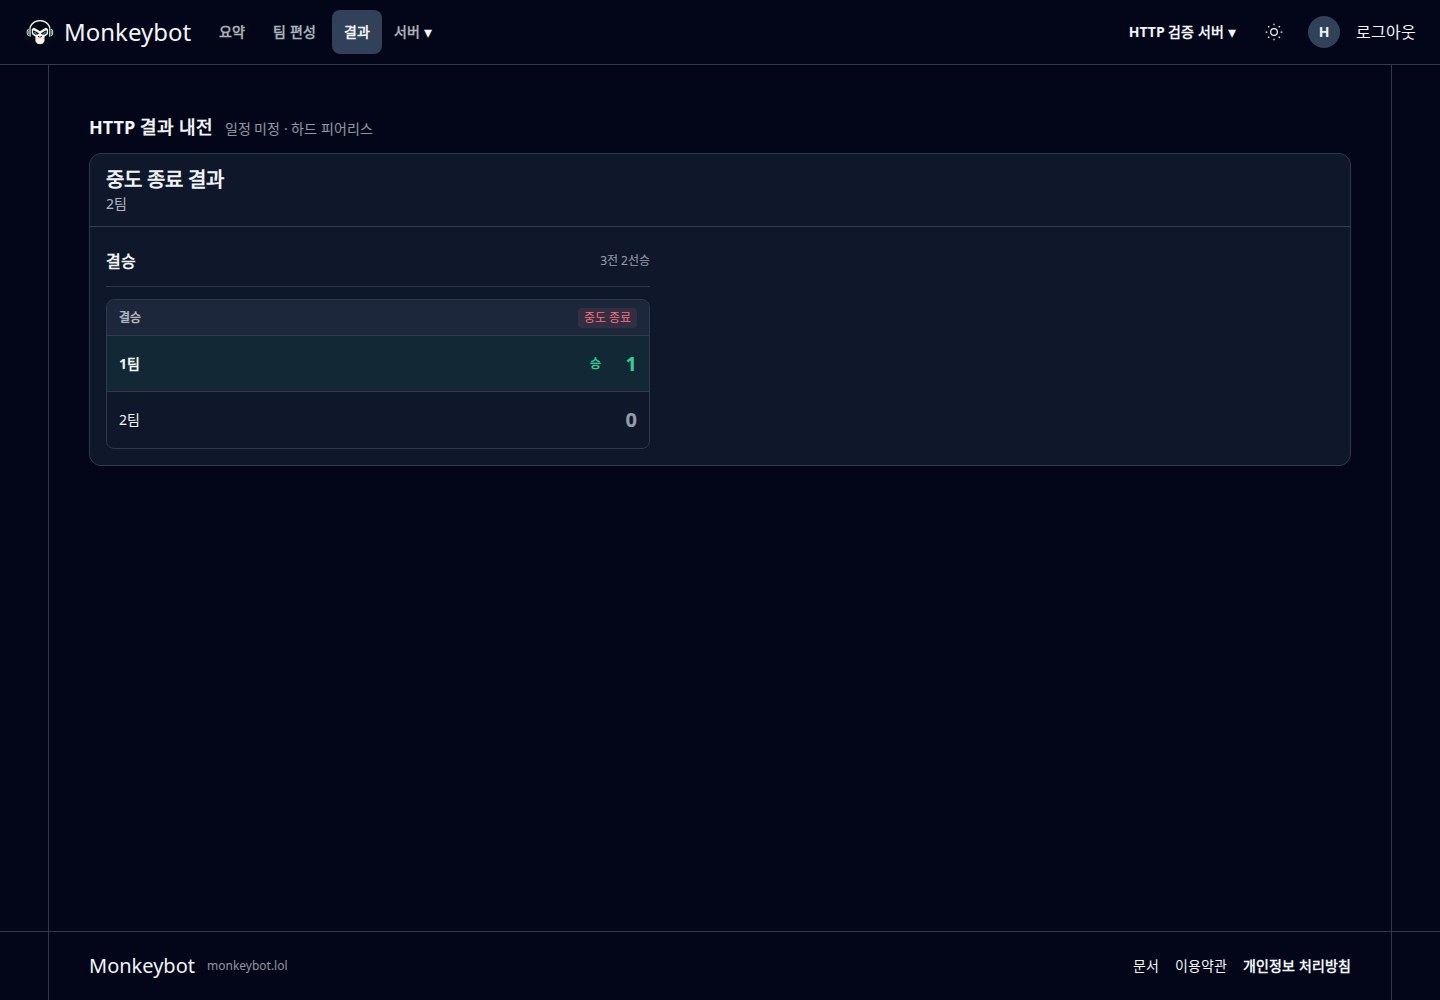 Monkeybot 요약 팀 편성 결과 서버 ▾ HTTP 검증 서버 ▾ H 로그아웃
HTTP 결과 내전 일정 미정 · 하드 피어리스
중도 종료 결과
2팀
결승 3전 2선승
결승 중도 종료
1팀 승 1
2팀 0
Monkeybot monkeybot.lol 문서 이용약관 개인정보 처리방침